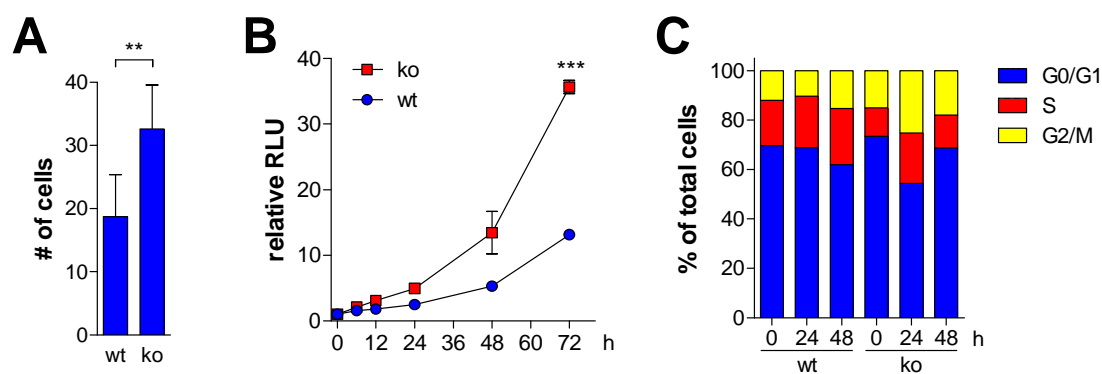 A
# of cells
40
30
20
10
0
**
wt ko
B
relative RLU
40
30
20
10
0
ko
wt
***
0 12 24 36 48 60 72 h
C
% of total cells
100
80
60
40
20
0
0 24 48 0 24 48 h
wt ko
G0/G1
S
G2/M